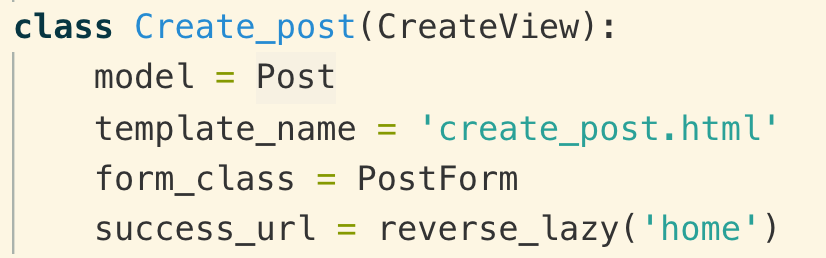 class Create_post(CreateView):
    model = Post
    template_name = 'create_post.html'
    form_class = PostForm
    success_url = reverse_lazy('home')